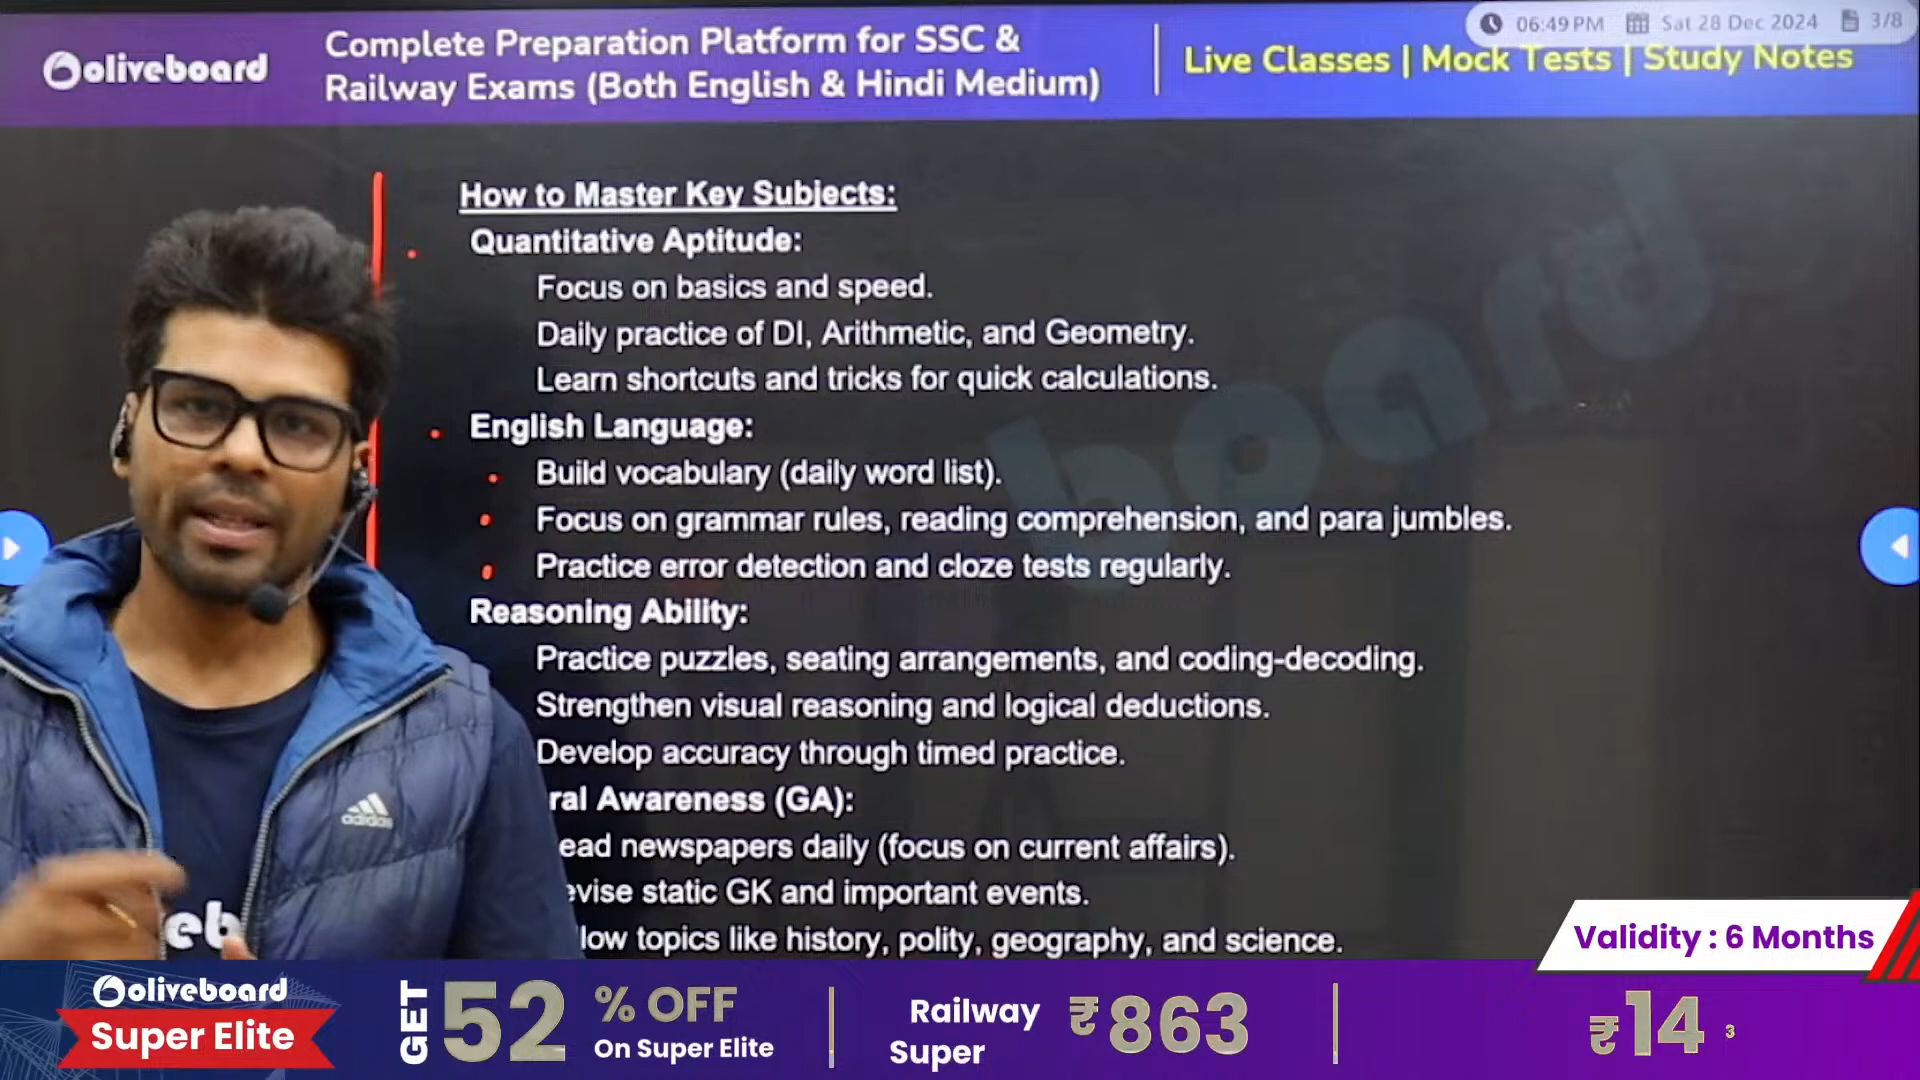 oliveboard
Complete Preparation Platform for SSC &
Railway Exams (Both English & Hindi Medium)
Live Classes | Mock Tests | Study Notes
06:49 PM Sat 28 Dec 2024 3/8
How to Master Key Subjects:
Quantitative Aptitude:
Focus on basics and speed.
Daily practice of DI, Arithmetic, and Geometry.
Learn shortcuts and tricks for quick calculations.
English Language:
Build vocabulary (daily word list).
Focus on grammar rules, reading comprehension, and para jumbles.
Practice error detection and cloze tests regularly.
Reasoning Ability:
Practice puzzles, seating arrangements, and coding-decoding.
Strengthen visual reasoning and logical deductions.
Develop accuracy through timed practice.
ral Awareness (GA):
ead newspapers daily (focus on current affairs).
evise static GK and important events.
low topics like history, polity, geography, and science.
board
adidas
eb
Validity : 6 Months
oliveboard
Super Elite
GET 52 % OFF
On Super Elite
Railway
Super
₹863
₹14
3